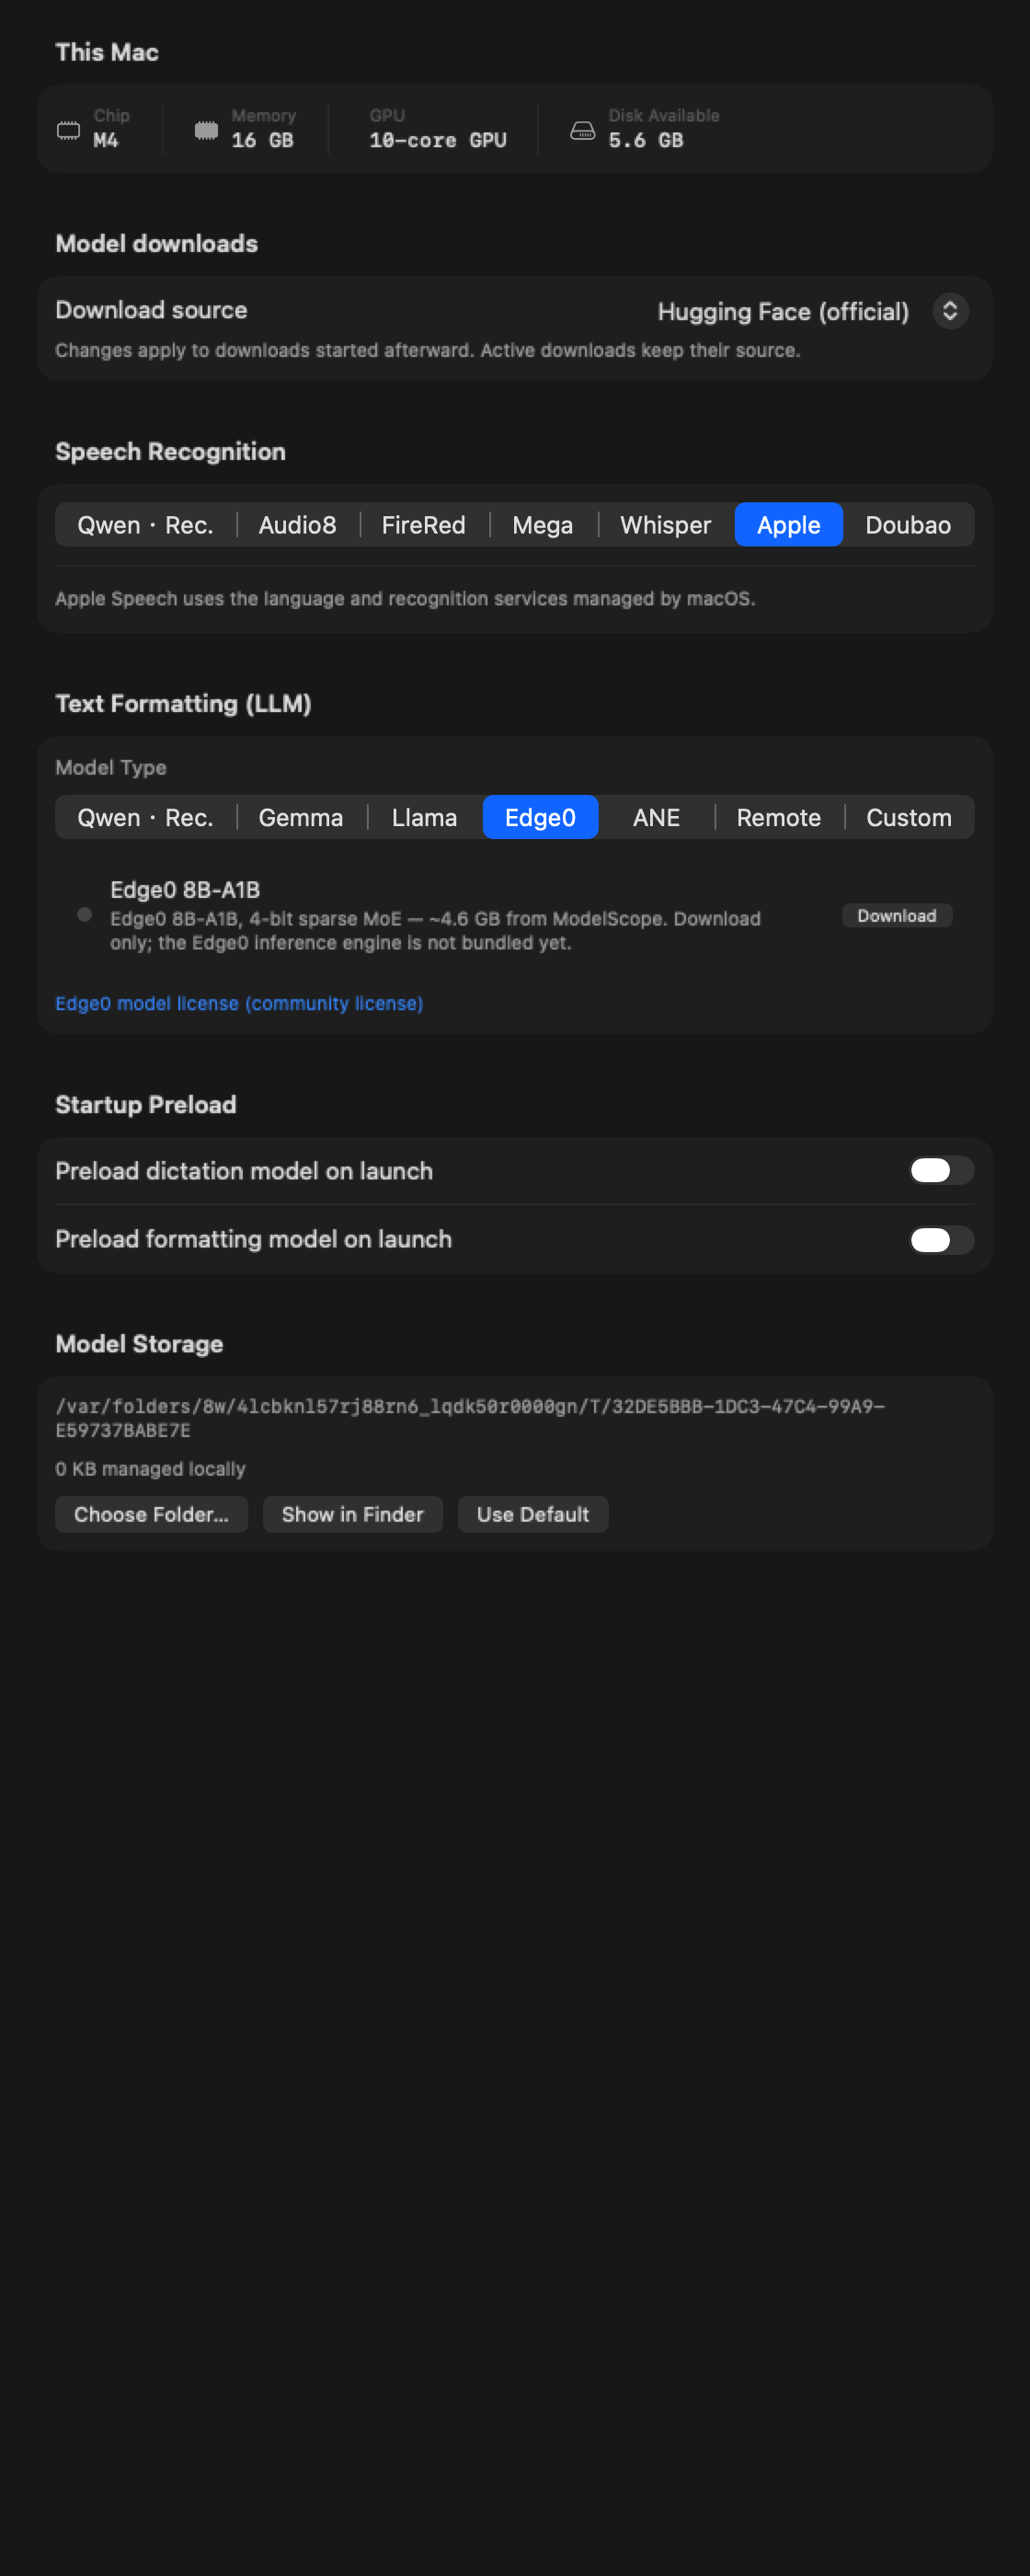 This Mac
Chip
M4
Memory
16 GB
GPU
10-core GPU
Disk Available
5.6 GB
Model downloads
Download source
Hugging Face (official)
Changes apply to downloads started afterward. Active downloads keep their source.
Speech Recognition
Qwen · Rec.
Audio8
FireRed
Mega
Whisper
Apple
Doubao
Apple Speech uses the language and recognition services managed by macOS.
Text Formatting (LLM)
Model Type
Qwen · Rec.
Gemma
Llama
Edge0
ANE
Remote
Custom
Edge0 8B-A1B
Edge0 8B-A1B, 4-bit sparse MoE — ~4.6 GB from ModelScope. Download
only; the Edge0 inference engine is not bundled yet.
Download
Edge0 model license (community license)
Startup Preload
Preload dictation model on launch
Preload formatting model on launch
Model Storage
/var/folders/8w/4lcbknl57rj88rn6_lqdk50r0000gn/T/32DE5BBB-1DC3-47C4-99A9-
E59737BABE7E
0 KB managed locally
Choose Folder...
Show in Finder
Use Default